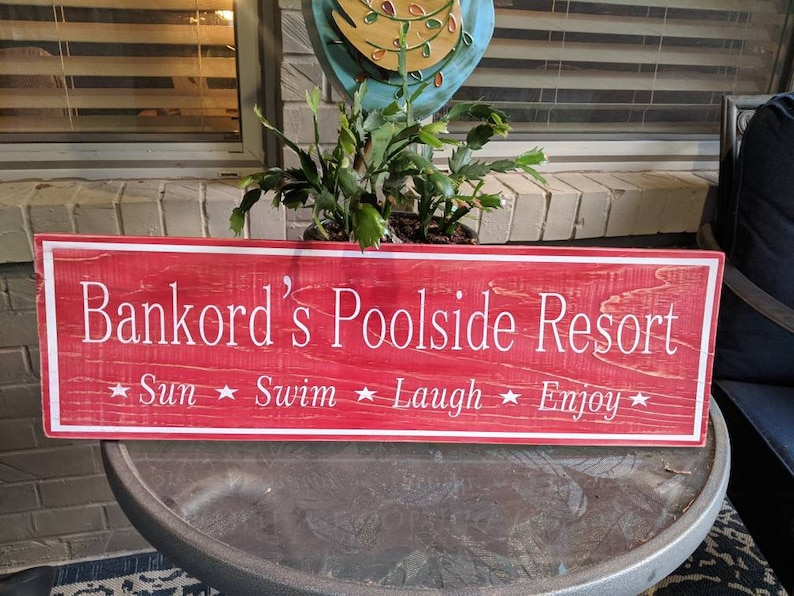 Bankord's Poolside Resort
★ Sun ★ Swim ★ Laugh ★ Enjoy ★